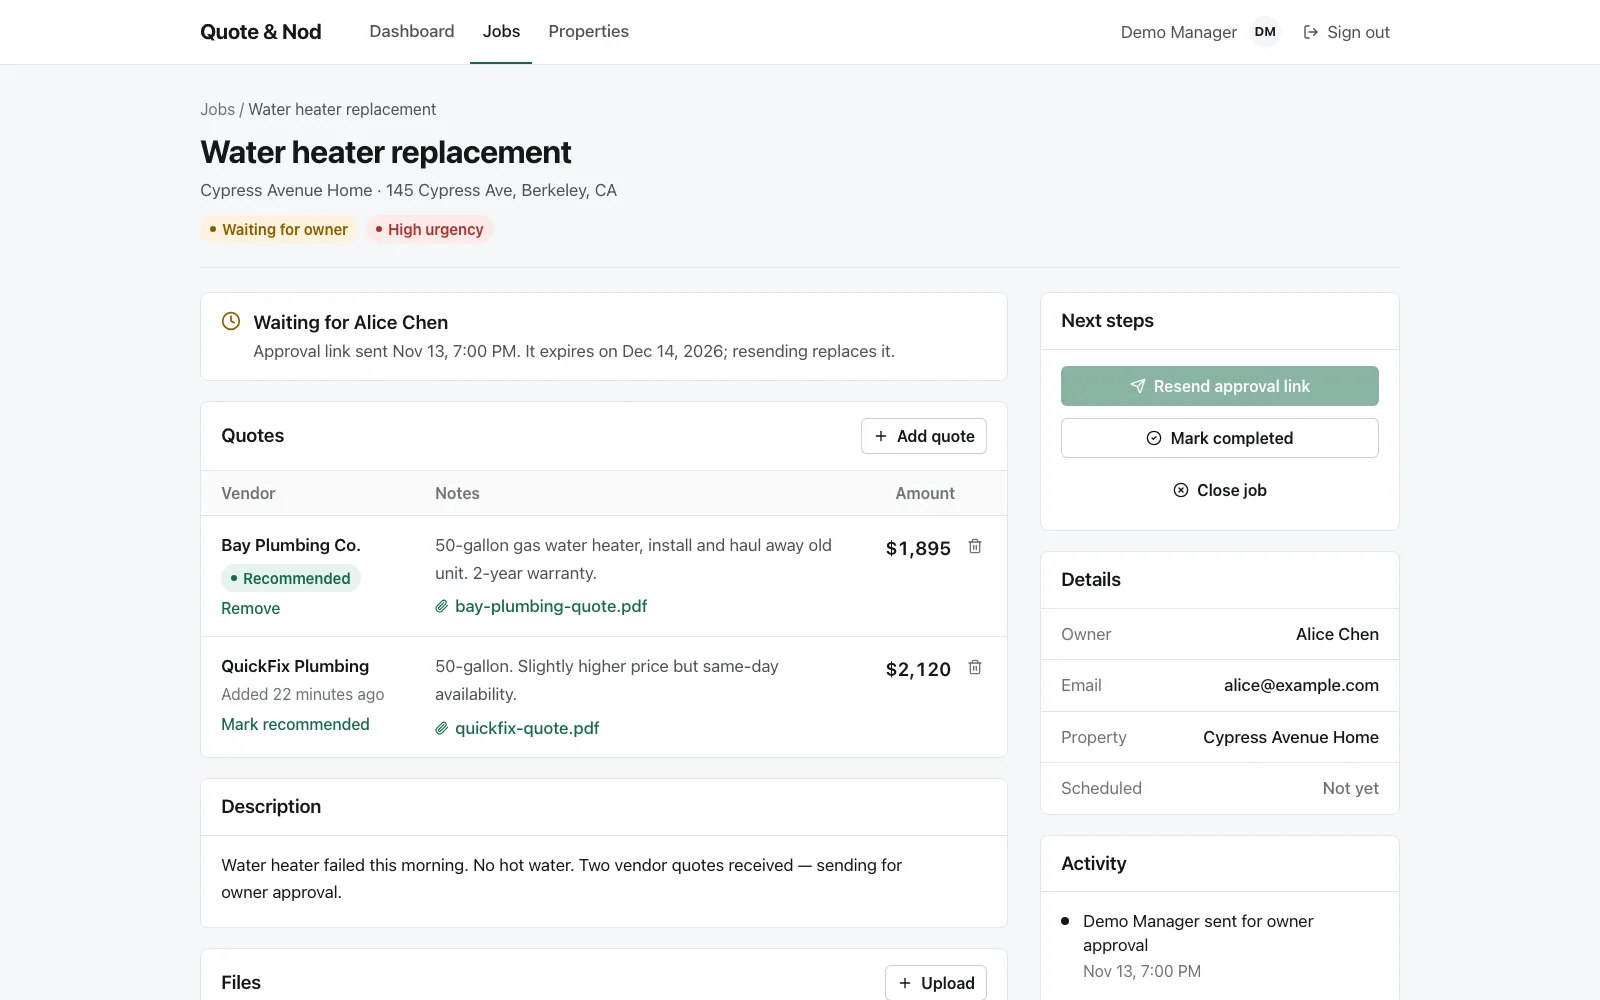 Quote & Nod
Dashboard
Jobs
Properties
Demo Manager
DM
Sign out
Jobs / Water heater replacement
Water heater replacement
Cypress Avenue Home · 145 Cypress Ave, Berkeley, CA
Waiting for owner
High urgency
Waiting for Alice Chen
Approval link sent Nov 13, 7:00 PM. It expires on Dec 14, 2026; resending replaces it.
Quotes
Add quote
Vendor
Notes
Amount
Bay Plumbing Co.
Recommended
Remove
50-gallon gas water heater, install and haul away old
unit. 2-year warranty.
bay-plumbing-quote.pdf
$1,895
QuickFix Plumbing
Added 22 minutes ago
Mark recommended
50-gallon. Slightly higher price but same-day
availability.
quickfix-quote.pdf
$2,120
Description
Water heater failed this morning. No hot water. Two vendor quotes received — sending for
owner approval.
Files
Upload
Next steps
Resend approval link
Mark completed
Close job
Details
Owner
Alice Chen
Email
alice@example.com
Property
Cypress Avenue Home
Scheduled
Not yet
Activity
Demo Manager sent for owner
approval
Nov 13, 7:00 PM